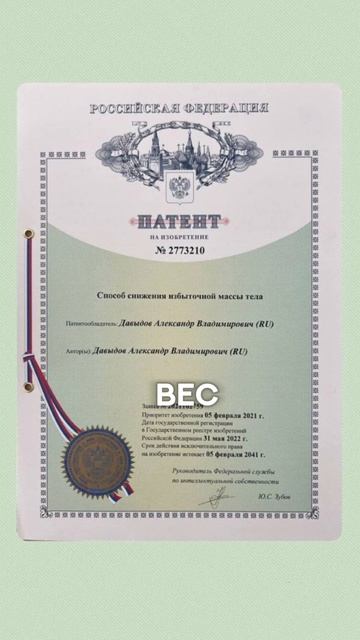 РОССИЙСКАЯ ФЕДЕРАЦИЯ
ПАТЕНТ
НА ИЗОБРЕТЕНИЕ
№ 2773210
Способ снижения избыточной массы тела
Патентообладатель: Давыдов Александр Владимирович (RU)
Автор(ы): Давыдов Александр Владимирович (RU)
ВЕС
Приоритет изобретения 05 февраля 2021 г.
Дата государственной регистрации
в Государственном реестре изобретений
Российской Федерации 31 мая 2022 г.
Срок действия исключительного права
на изобретение истекает 05 февраля 2041 г.
Руководитель Федеральной службы
по интеллектуальной собственности
Ю.С. Зубов